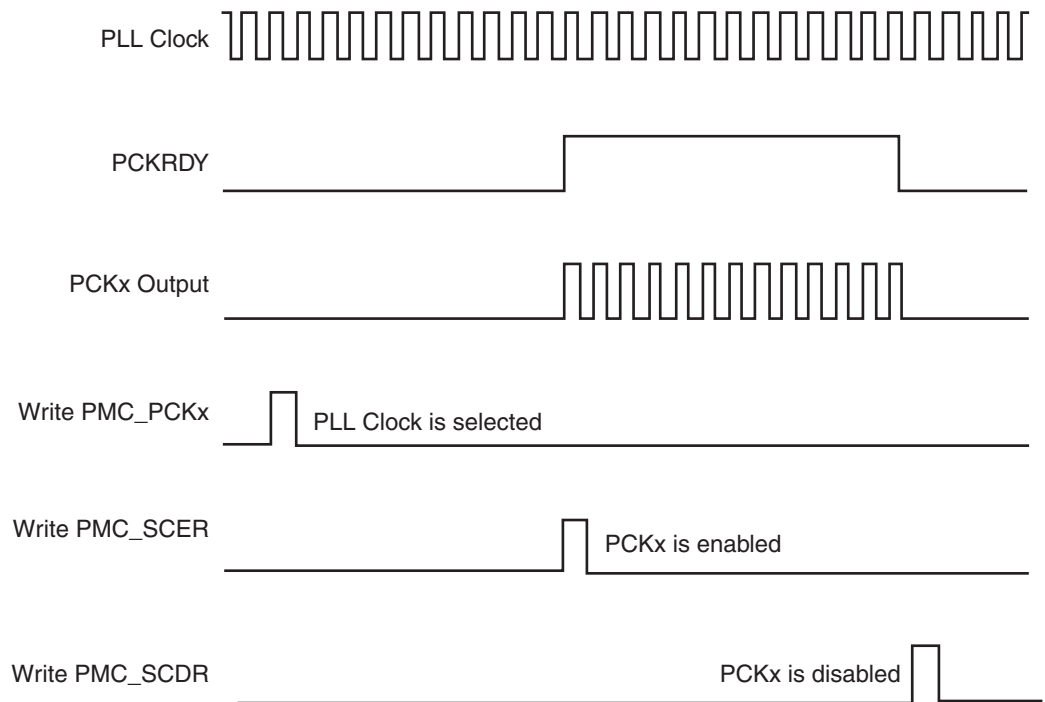 PLL Clock
PCKRDY
PCKx Output
Write PMC_PCKx
PLL Clock is selected
Write PMC_SCER
PCKx is enabled
Write PMC_SCDR
PCKx is disabled